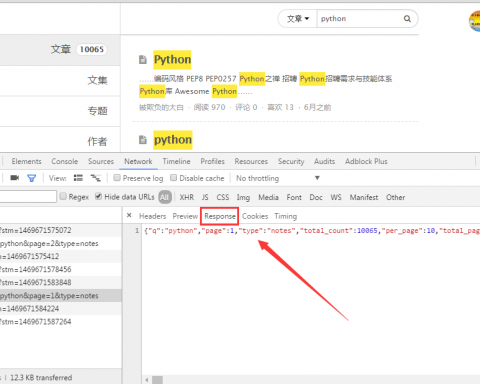 文章 python
文章 10065
Python
......编码风格 PEP8 PEP0257 Python之禅 招聘 Python招聘需求与技能体系
Python库 Awesome Python......
被欺负的大白 · 阅读 970 · 评论 0 · 喜欢 13 · 6月之前
文集
python
专题
作者
Elements Console Sources Network Timeline Profiles Resources Security Audits Adblock Plus
View: Preserve log Disable cache No throttling
Regex Hide data URLs All XHR JS CSS Img Media Font Doc WS Manifest Other
Headers Preview Response Cookies Timing
?stm=1469671575072
python&page=2&type=notes
?stm=1469671575412
?stm=1469671578456
?stm=1469671583848
python&page=1&type=notes
?stm=1469671584224
?stm=1469671587264
1 {"q":"python","page":1,"type":"notes","total_count":10065,"per_page":10,"total_pag
s | 12.3 KB transferred